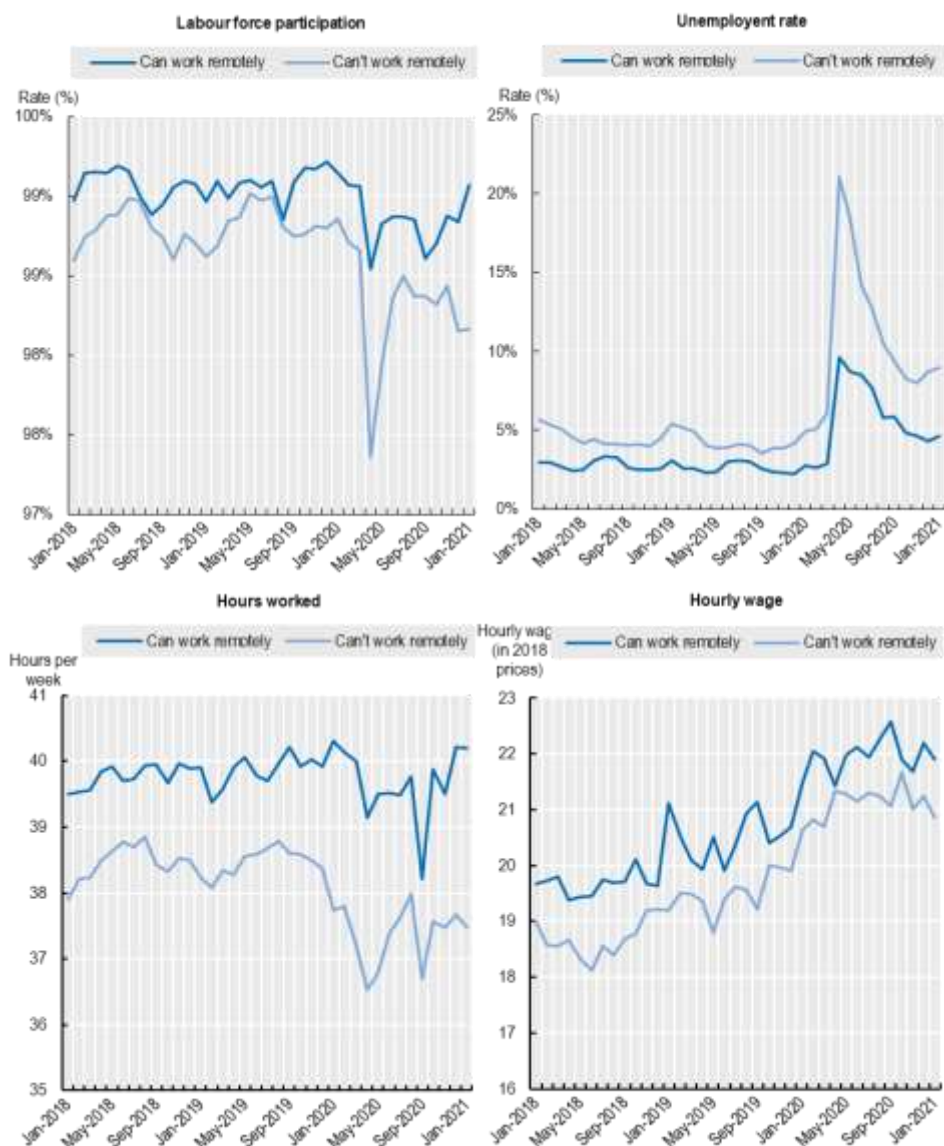 Labour force participation
Can work remotely
Can't work remotely
Rate (%)
100%
99%
99%
98%
98%
97%
Jan-2018
May-2018
Sep-2018
Jan-2019
May-2019
Sep-2019
Jan-2020
May-2020
Sep-2020
Jan-2021
Unemployent rate
Can work remotely
Can't work remotely
Rate (%)
25%
20%
15%
10%
5%
0%
Jan-2018
May-2018
Sep-2018
Jan-2019
May-2019
Sep-2019
Jan-2020
May-2020
Sep-2020
Jan-2021
Hours worked
Can work remotely
Can't work remotely
Hours per
week
41
40
39
38
37
36
35
Jan-2018
May-2018
Sep-2018
Jan-2019
May-2019
Sep-2019
Jan-2020
May-2020
Sep-2020
Jan-2021
Hourly wage
Can work remotely
Can't work remotely
Hourly wag
(in 2018
prices)
23
22
21
20
19
18
17
16
Jan-2018
May-2018
Sep-2018
Jan-2019
May-2019
Sep-2019
Jan-2020
May-2020
Sep-2020
Jan-2021